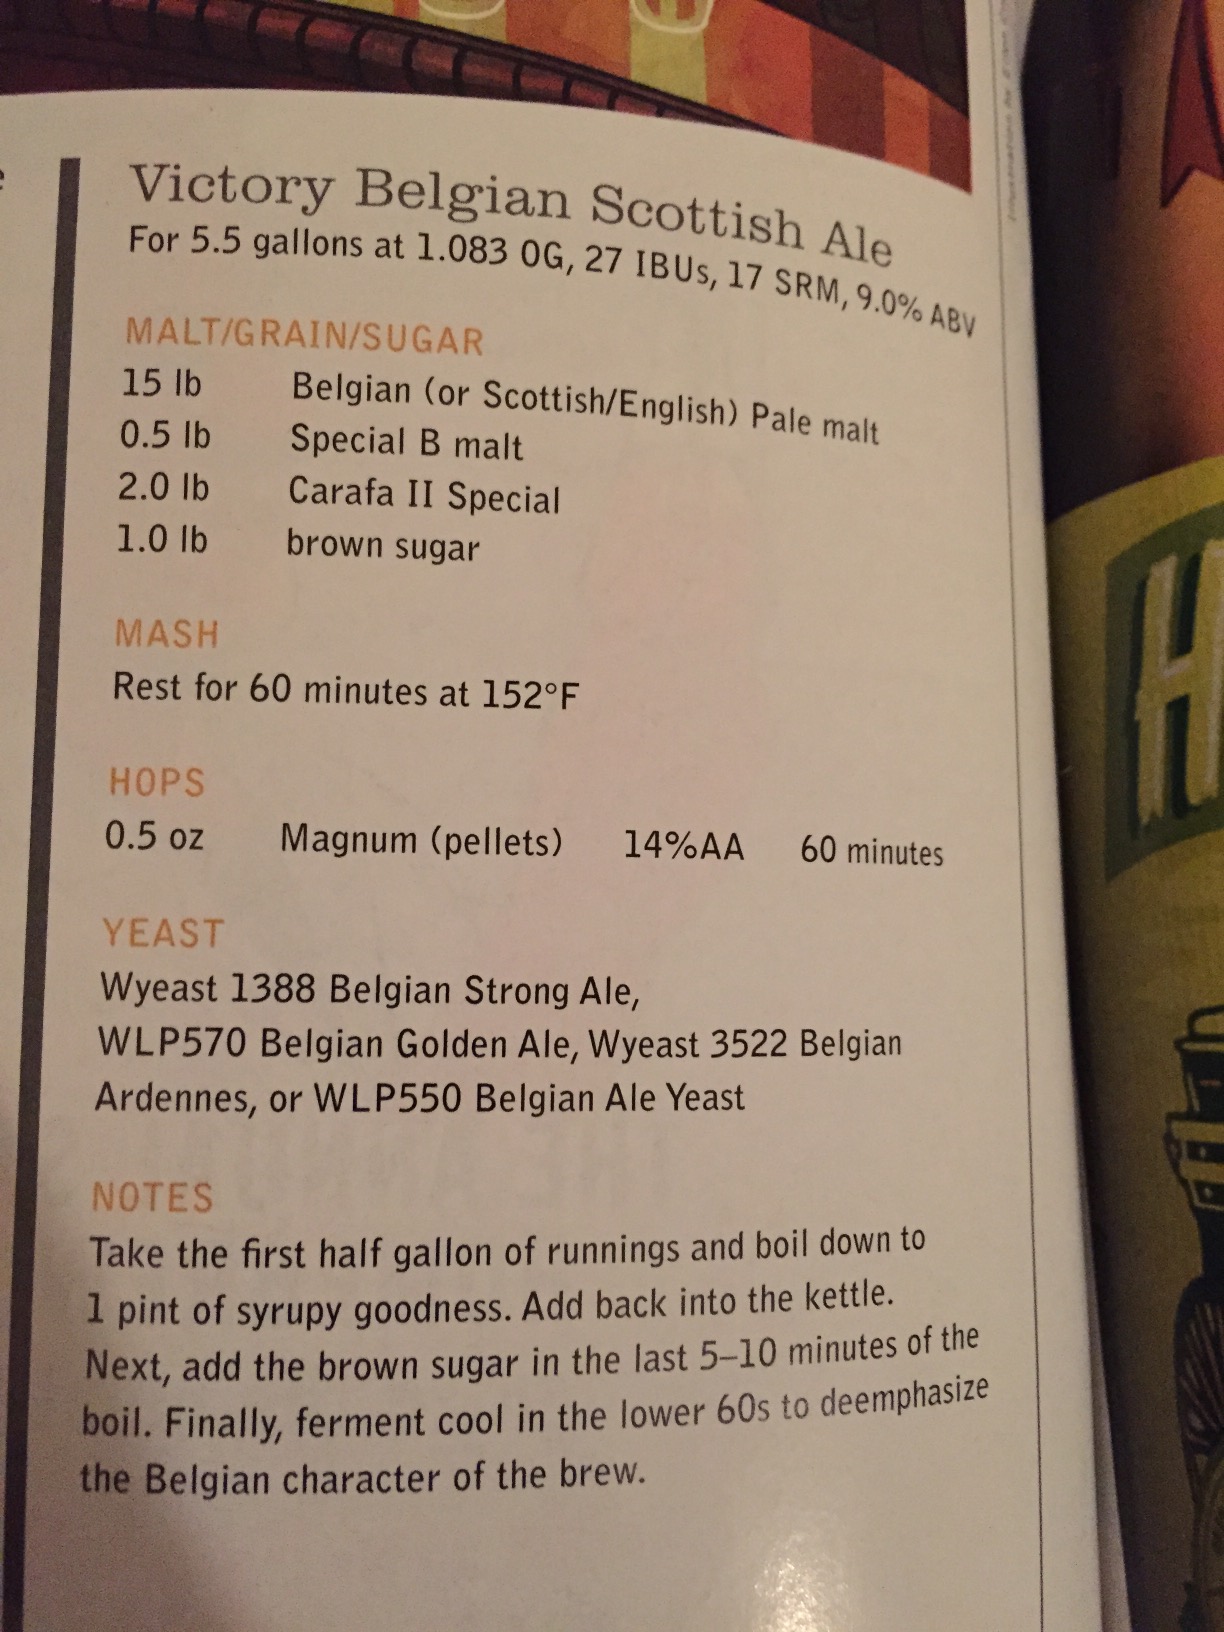 Victory Belgian Scottish Ale
For 5.5 gallons at 1.083 OG, 27 IBUs, 17 SRM, 9.0% ABV
MALT/GRAIN/SUGAR
15 lb Belgian (or Scottish/English) Pale malt
0.5 lb Special B malt
2.0 lb Carafa II Special
1.0 lb brown sugar
MASH
Rest for 60 minutes at 152°F
HOPS
0.5 oz Magnum (pellets) 14%AA 60 minutes
YEAST
Wyeast 1388 Belgian Strong Ale,
WLP570 Belgian Golden Ale, Wyeast 3522 Belgian
Ardennes, or WLP550 Belgian Ale Yeast
NOTES
Take the first half gallon of runnings and boil down to
1 pint of syrupy goodness. Add back into the kettle.
Next, add the brown sugar in the last 5–10 minutes of the
boil. Finally, ferment cool in the lower 60s to deemphasize
the Belgian character of the brew.
H